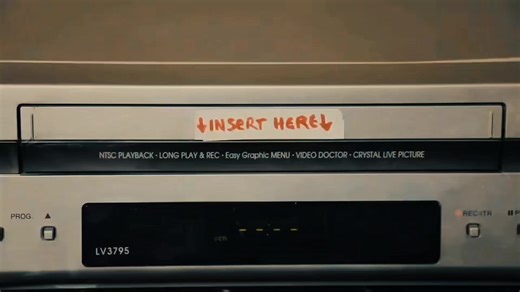 ↓INSERT HERE↓
NTSC PLAYBACK · LONG PLAY & REC · Easy Graphic MENU · VIDEO DOCTOR · CRYSTAL LIVE PICTURE
PROG. ▲ REC/ITR
VCR -- : --
LV3795